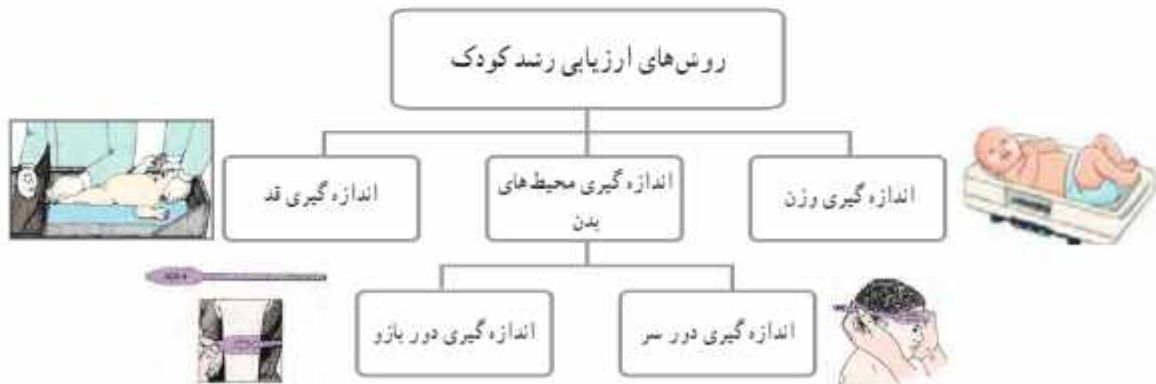 روش‌های ارزیابی رشد کودک
اندازه گیری وزن
اندازه گیری محیط‌های
بدن
اندازه گیری قد
اندازه گیری دور سر
اندازه گیری دور بازو